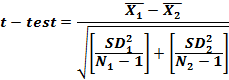 t − test = (X̅₁ − X̅₂) / √([SD₁² / (N₁ − 1)] + [SD₂² / (N₂ − 1)])